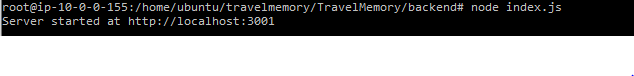 root@ip-10-0-0-155:/home/ubuntu/travelmemory/TravelMemory/backend# node index.js
Server started at http://localhost:3001